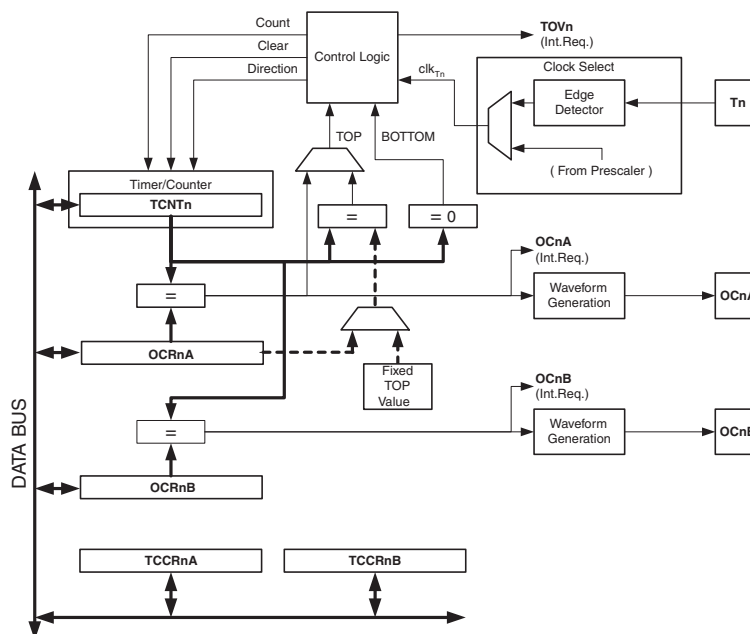 Count
Clear
Direction
Control Logic
TOVn
(Int.Req.)
clkTn
Clock Select
Edge
Detector
Tn
( From Prescaler )
TOP
BOTTOM
Timer/Counter
TCNTn
=
= 0
OCnA
(Int.Req.)
=
Waveform
Generation
OCnA
OCRnA
Fixed
TOP
Value
OCnB
(Int.Req.)
=
Waveform
Generation
OCnB
OCRnB
DATA BUS
TCCRnA
TCCRnB